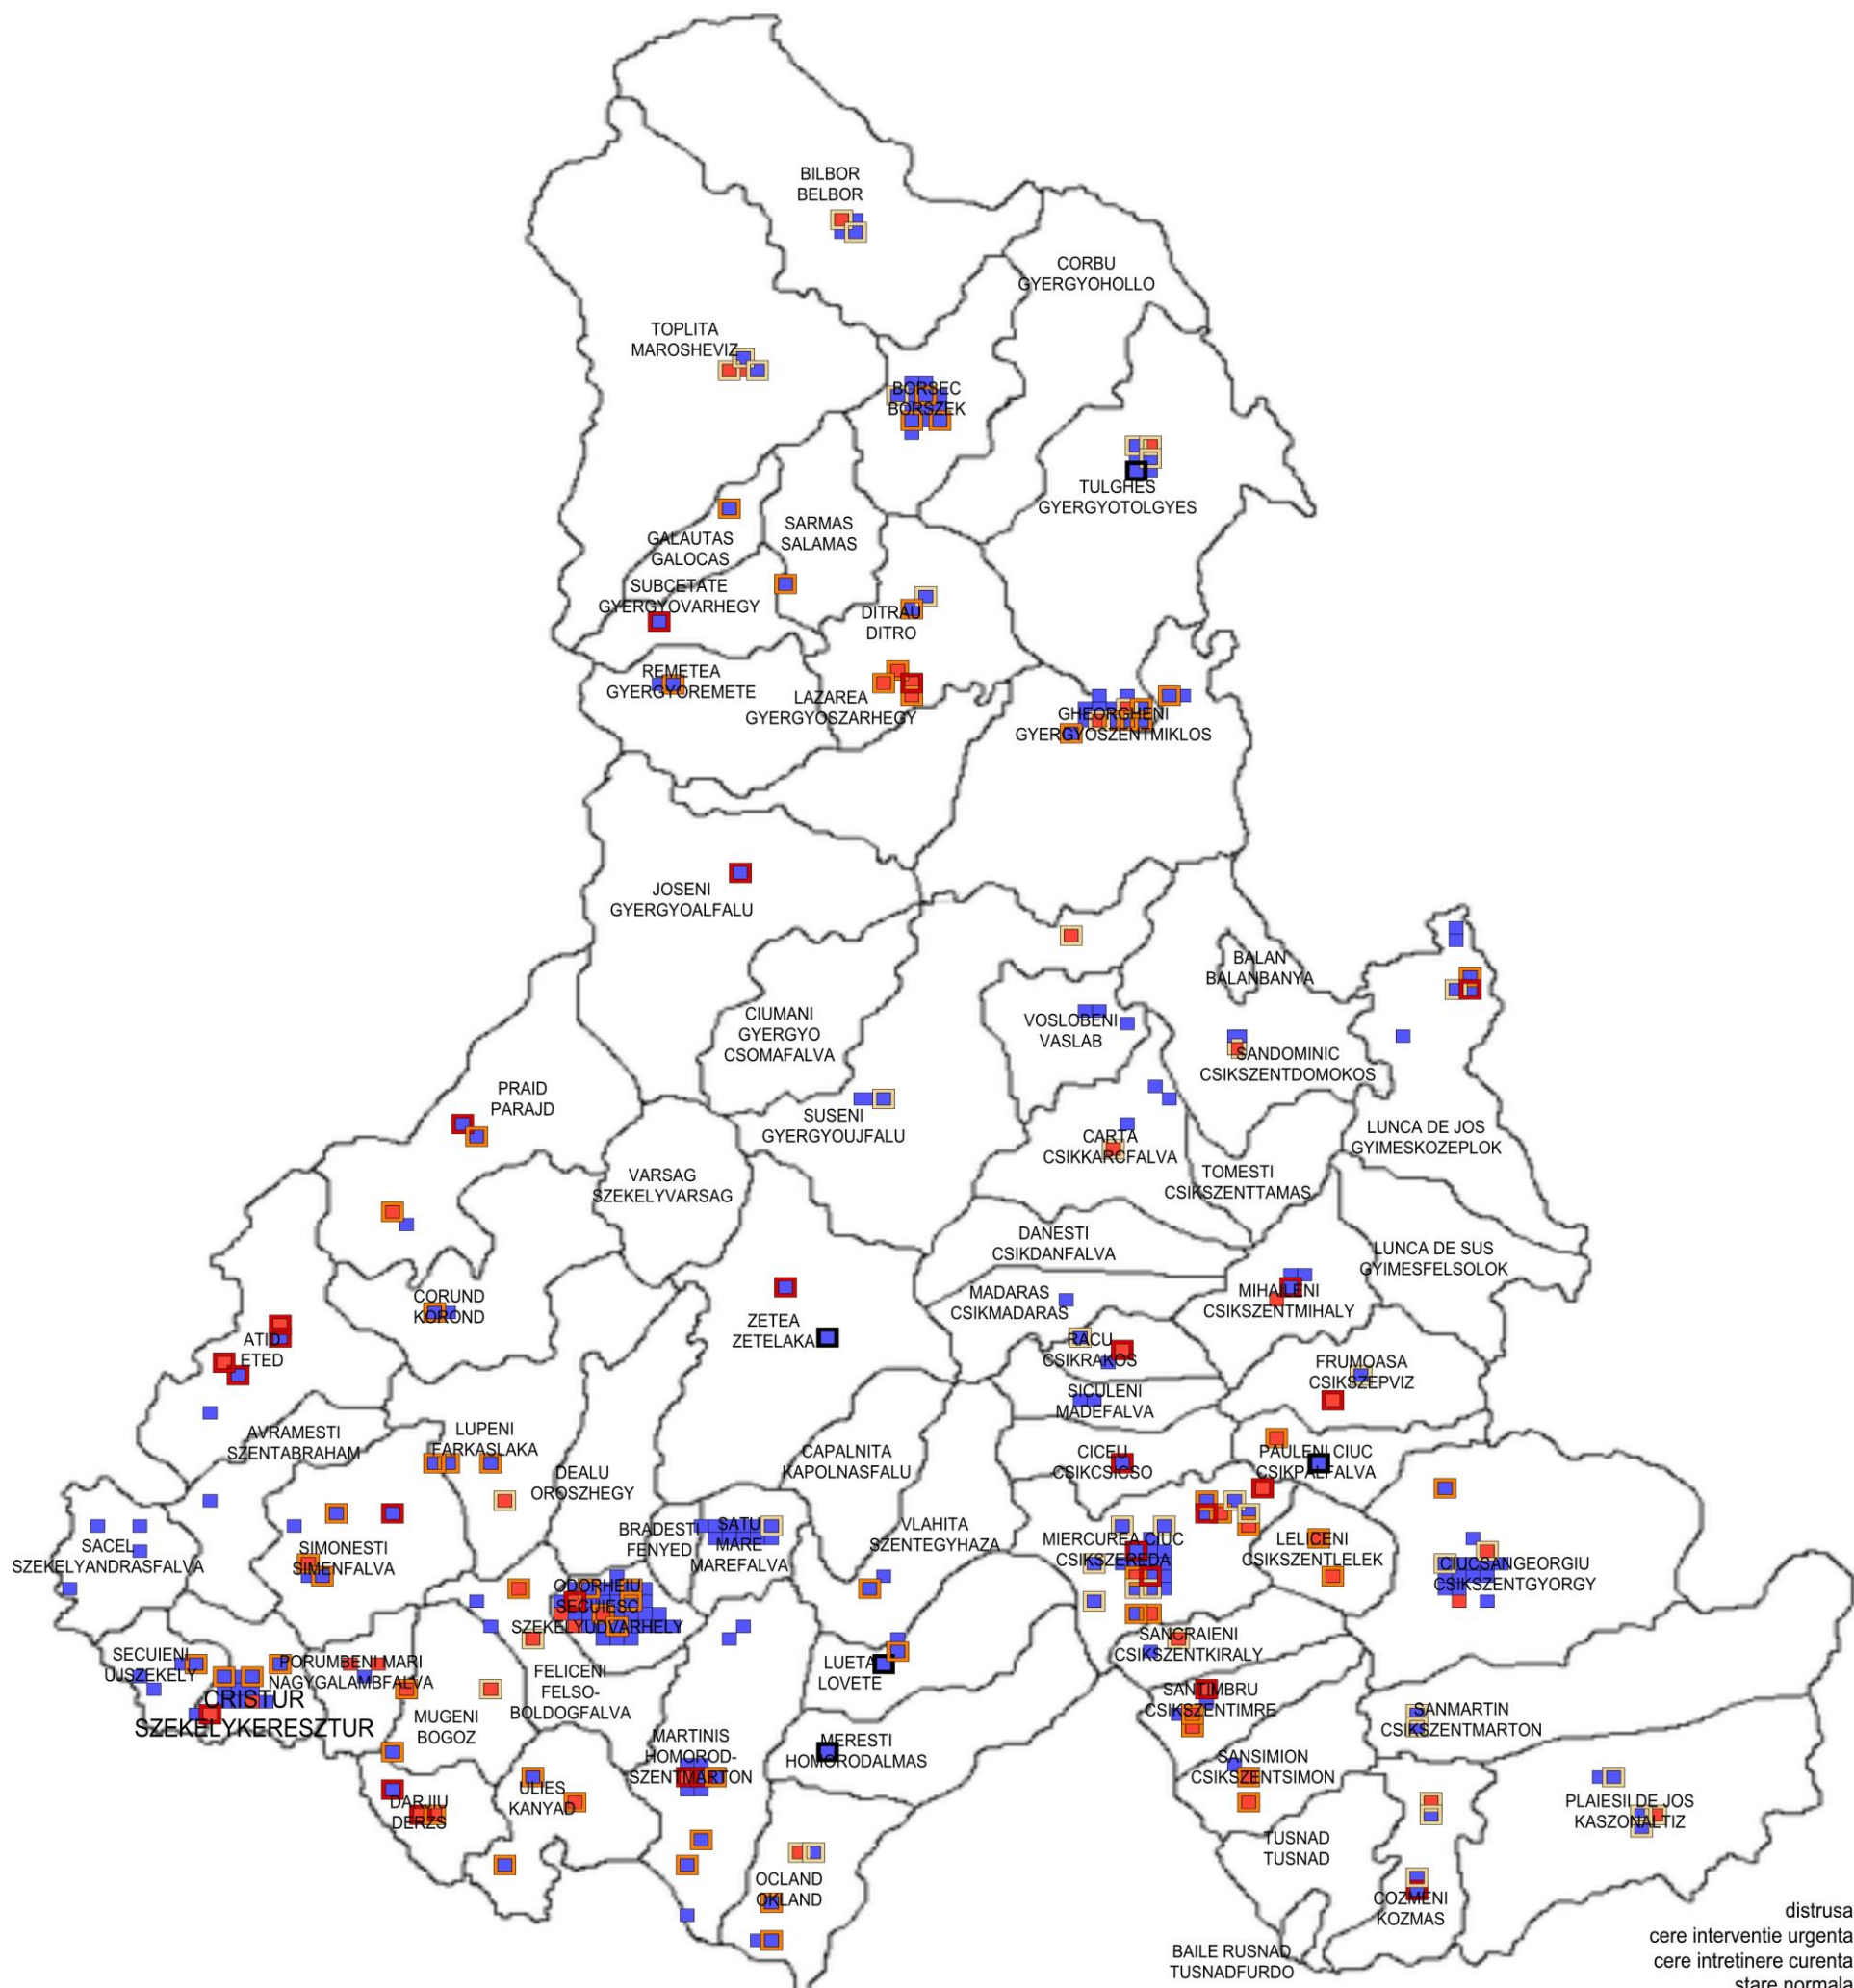 BILBOR
BELBOR
CORBU
GYERGYOHOLLO
TOPLITA
MAROSHEVIZ
BORSEC
BORSZEK
TULGHES
GYERGYOTOLGYES
SARMAS
SALAMAS
GALAUTAS
GALOCAS
SUBCETATE
GYERGYOVARHEGY
DITRAU
DITRO
REMETEA
GYERGYOREMETE
LAZAREA
GYERGYOSZARHEGY
GHEORGHENI
GYERGYOSZENTMIKLOS
JOSENI
GYERGYOALFALU
BALAN
BALANBANYA
CIUMANI
GYERGYO
CSOMAFALVA
VOSLOBENI
VASLAB
SANDOMINIC
CSIKSZENTDOMOKOS
PRAID
PARAJD
SUSENI
GYERGYOUJFALU
LUNCA DE JOS
GYIMESKOZEPLOK
CARTA
CSIKKARCFALVA
VARSAG
SZEKELYVARSAG
TOMESTI
CSIKSZENTTAMAS
DANESTI
CSIKDANFALVA
LUNCA DE SUS
GYIMESFELSOLOK
MADARAS
CSIKMADARAS
MIHAILENI
CSIKSZENTMIHALY
CORUND
KOROND
ZETEA
ZETELAKA
ATID
ETED
RACU
CSIKRAKOS
FRUMOASA
CSIKSZEPVIZ
SICULENI
MADEFALVA
AVRAMESTI
SZENTABRAHAM
LUPENI
FARKASLAKA
CAPALNITA
KAPOLNASFALU
CICEU
CSIKCSICSO
PAULENI CIUC
CSIKPALFALVA
DEALU
OROSZHEGY
SATU
MARE
MAREFALVA
BRADESTI
FENYED
VLAHITA
SZENTEGYHAZA
MIERCUREA CIUC
CSIKSZEREDA
LELICENI
CSIKSZENTLELEK
SACEL
SZEKELYANDRASFALVA
SIMONESTI
SIMENFALVA
CIUCSANGEORGIU
CSIKSZENTGYORGY
ODORHEIU
SECUIESC
SZEKELYUDVARHELY
SANCRAIENI
CSIKSZENTKIRALY
SECUIENI
UJSZEKELY
PORUMBENI MARI
NAGYGALAMBFALVA
LUETA
LOVETE
FELICENI
FELSO-
BOLDOGFALVA
CRISTUR
SZEKELYKERESZTUR
SANTIMBRU
CSIKSZENTIMRE
MUGENI
BOGOZ
SANMARTIN
CSIKSZENTMARTON
MARTINIS
HOMOROD-
SZENTMARTON
MERESTI
HOMORODALMAS
SANSIMION
CSIKSZENTSIMON
ULIES
KANYAD
DARJIU
DERZS
PLAIESII DE JOS
KASZONALTIZ
TUSNAD
TUSNAD
OCLAND
OKLAND
COZMENI
KOZMAS
BAILE RUSNAD
TUSNADFURDO
distrusa
cere interventie urgenta
cere intretinere curenta
stare normala